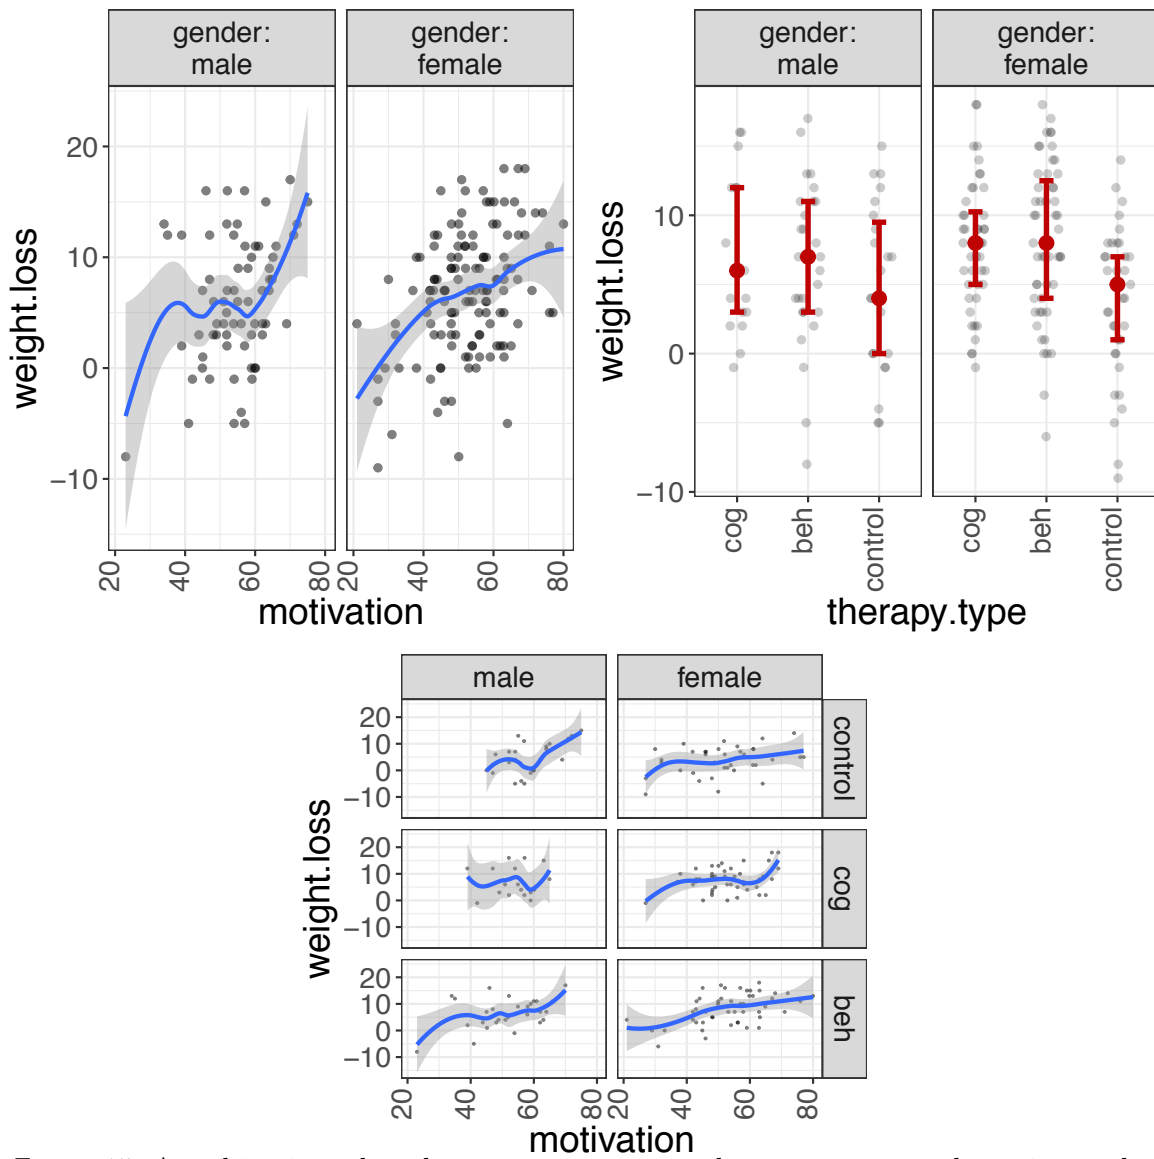 gender:
male
gender:
female
20
10
0
−10
weight.loss
20
40
60
80
20
40
60
80
motivation
gender:
male
gender:
female
10
0
−10
weight.loss
cog
beh
control
cog
beh
control
therapy.type
male
female
20
10
0
−10
control
20
10
0
−10
cog
20
10
0
−10
beh
weight.loss
20
40
60
80
20
40
60
80
motivation